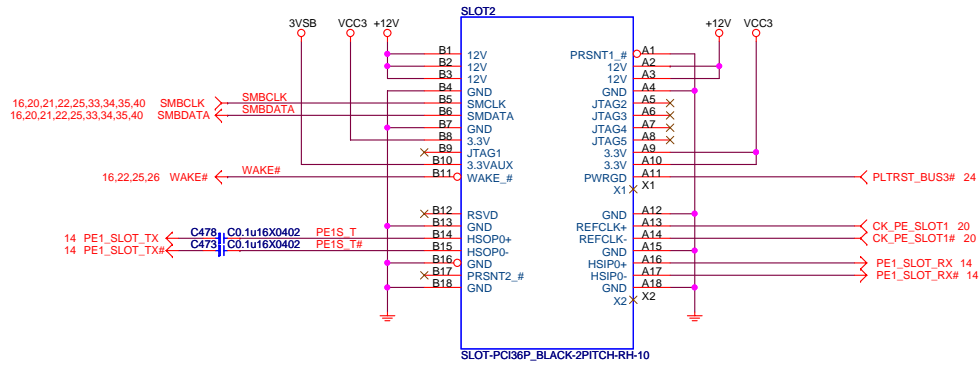 SLOT2
3VSB VCC3 +12V +12V VCC3
B1 12V PRSNT1_# A1
B2 12V 12V A2
B3 12V 12V A3
B4 GND GND A4
16,20,21,22,25,33,34,35,40 SMBCLK SMBCLK B5 SMCLK JTAG2 A5
16,20,21,22,25,33,34,35,40 SMBDATA SMBDATA B6 SMDATA JTAG3 A6
B7 GND JTAG4 A7
B8 3.3V JTAG5 A8
B9 JTAG1 3.3V A9
B10 3.3VAUX 3.3V A10
16,22,25,26 WAKE# WAKE# B11 WAKE_# PWRGD A11 PLTRST_BUS3# 24
X1 X1
B12 RSVD GND A12
B13 GND REFCLK+ A13 CK_PE_SLOT1 20
14 PE1_SLOT_TX C478 C0.1u16X0402 PE1S_T B14 HSOP0+ REFCLK- A14 CK_PE_SLOT1# 20
14 PE1_SLOT_TX# C473 C0.1u16X0402 PE1S_T# B15 HSOP0- GND A15
B16 GND HSIP0+ A16 PE1_SLOT_RX 14
B17 PRSNT2_# HSIP0- A17 PE1_SLOT_RX# 14
B18 GND GND A18
X2 X2
SLOT-PCI36P_BLACK-2PITCH-RH-10